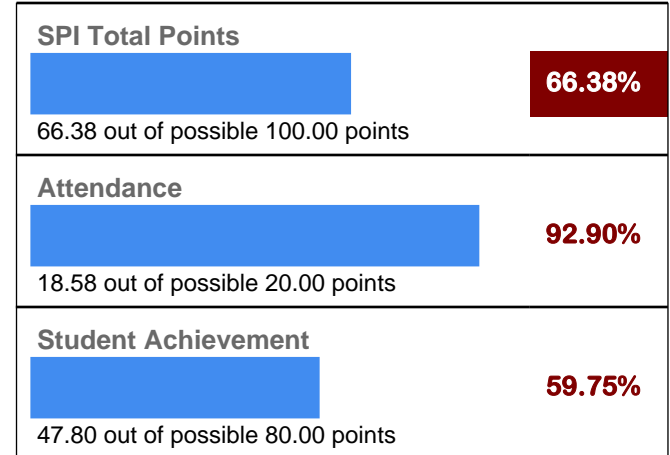 SPI Total Points
66.38%
66.38 out of possible 100.00 points
Attendance
92.90%
18.58 out of possible 20.00 points
Student Achievement
59.75%
47.80 out of possible 80.00 points